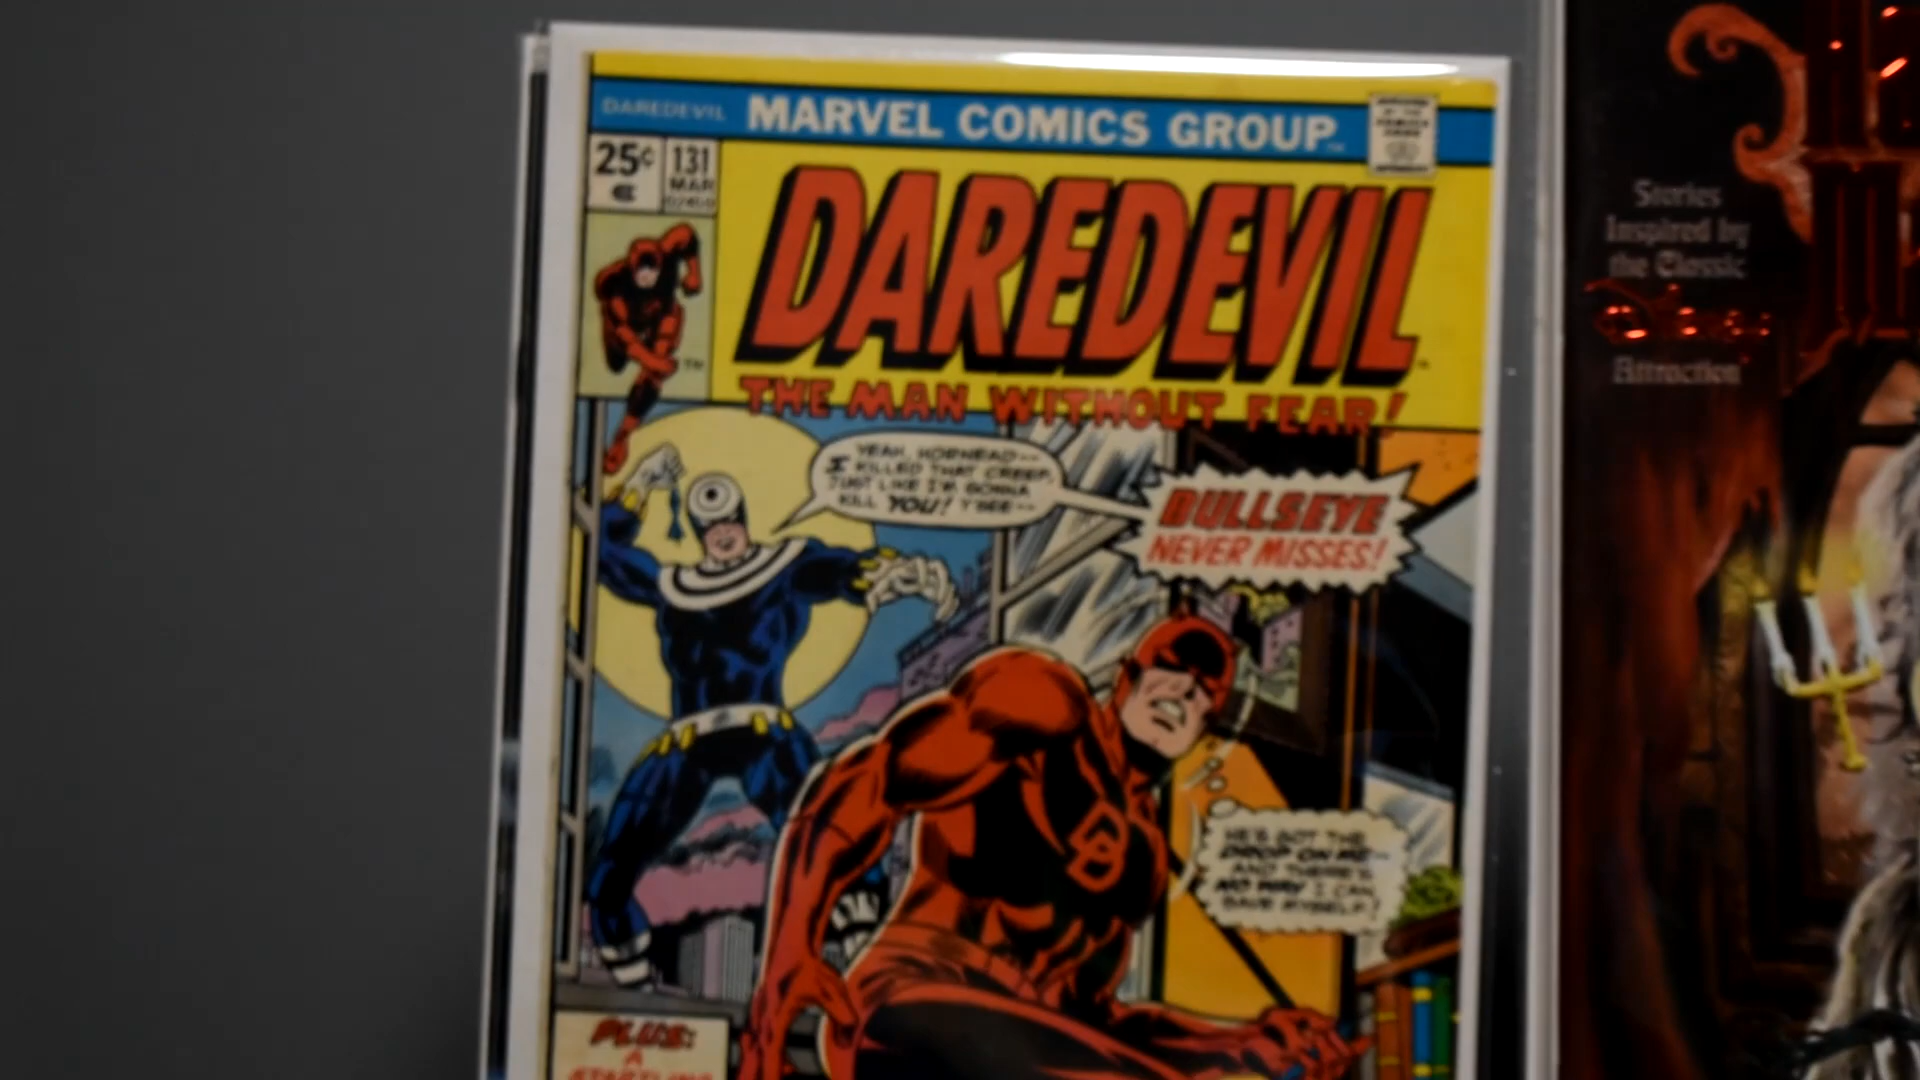 DAREDEVIL MARVEL COMICS GROUP
25¢
131
MAR
DAREDEVIL
THE MAN WITHOUT FEAR!
YEAH, HORNHEAD--
I KILLED THAT CREEP,
JUST LIKE I'M GONNA
KILL YOU! Y'SEE--
BULLSEYE
NEVER MISSES!
HE'S GOT THE
DROP ON ME--
AND THERE'S
NO WAY I CAN
SAVE MYSELF!
PLUS:
A
STARTLING
Stories
Inspired by
the Classic
Attraction